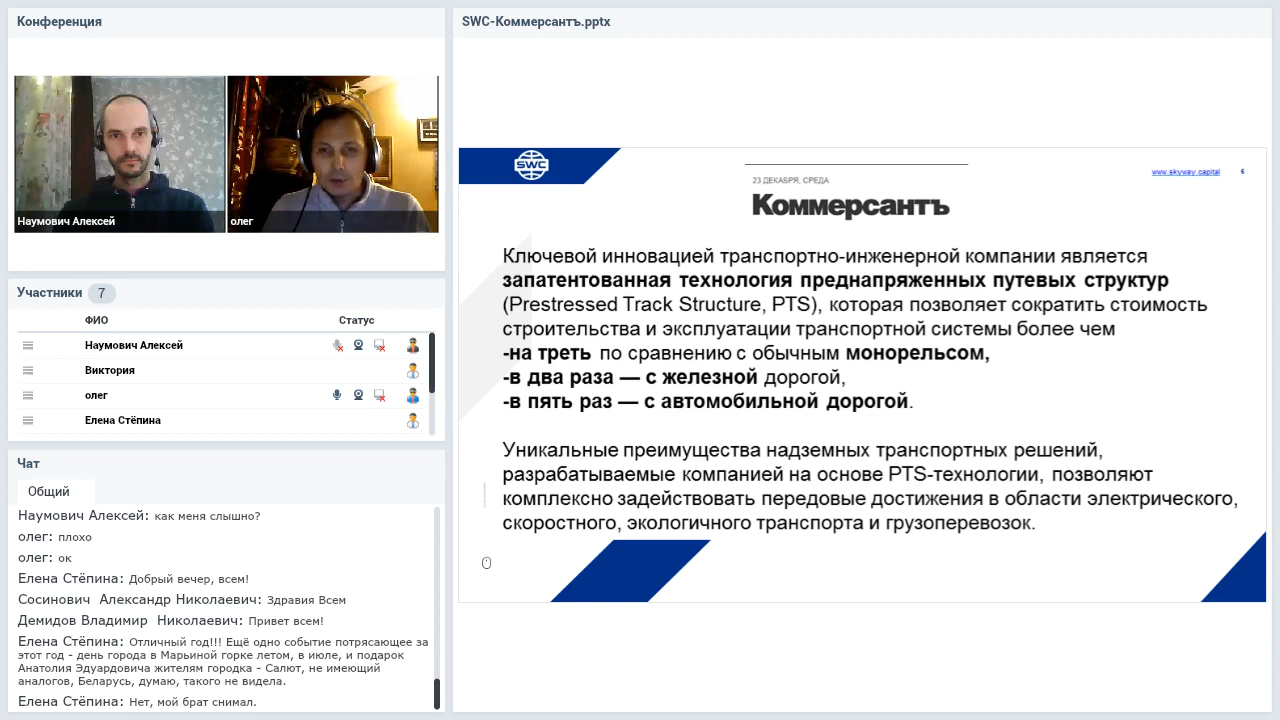 Конференция
Наумович Алексей
олег
Участники 7
ФИО Статус
Наумович Алексей
Виктория
олег
Елена Стёпина
Чат
Общий
Наумович Алексей: как меня слышно?
олег: плохо
олег: ок
Елена Стёпина: Добрый вечер, всем!
Сосинович Александр Николаевич: Здравия Всем
Демидов Владимир Николаевич: Привет всем!
Елена Стёпина: Отличный год!!! Ещё одно событие потрясающее за
этот год - день города в Марьиной горке летом, в июле, и подарок
Анатолия Эдуардовича жителям городка - Салют, не имеющий
аналогов, Беларусь, думаю, такого не видела.
Елена Стёпина: Нет, мой брат снимал.
SWC-Коммерсантъ.pptx
SWC
www.skyway.capital 6
23 ДЕКАБРЯ, СРЕДА
Коммерсантъ
Ключевой инновацией транспортно-инженерной компании является
запатентованная технология преднапряженных путевых структур
(Prestressed Track Structure, PTS), которая позволяет сократить стоимость
строительства и эксплуатации транспортной системы более чем
-на треть по сравнению с обычным монорельсом,
-в два раза — с железной дорогой,
-в пять раз — с автомобильной дорогой.
Уникальные преимущества надземных транспортных решений,
разрабатываемые компанией на основе PTS-технологии, позволяют
комплексно задействовать передовые достижения в области электрического,
скоростного, экологичного транспорта и грузоперевозок.